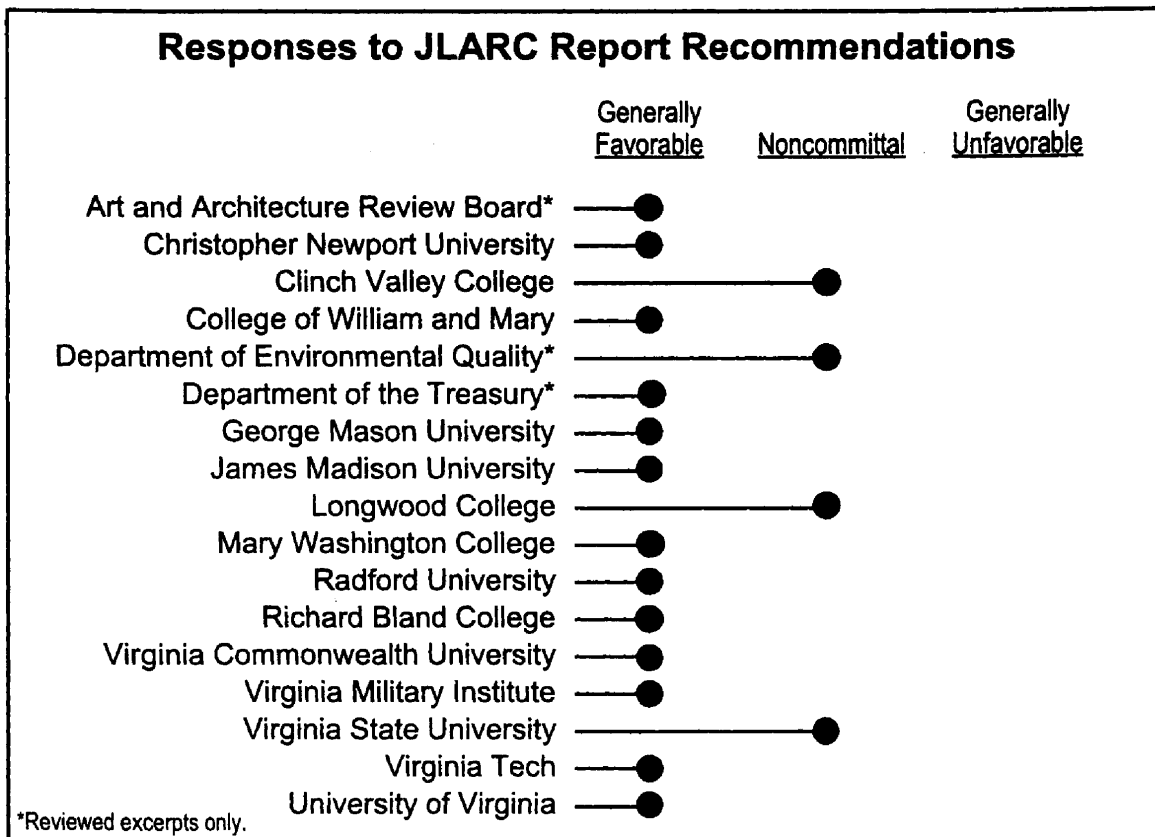 Responses to JLARC Report Recommendations
Generally Favorable
Noncommittal
Generally Unfavorable
Art and Architecture Review Board*
Christopher Newport University
Clinch Valley College
College of William and Mary
Department of Environmental Quality*
Department of the Treasury*
George Mason University
James Madison University
Longwood College
Mary Washington College
Radford University
Richard Bland College
Virginia Commonwealth University
Virginia Military Institute
Virginia State University
Virginia Tech
University of Virginia
*Reviewed excerpts only.